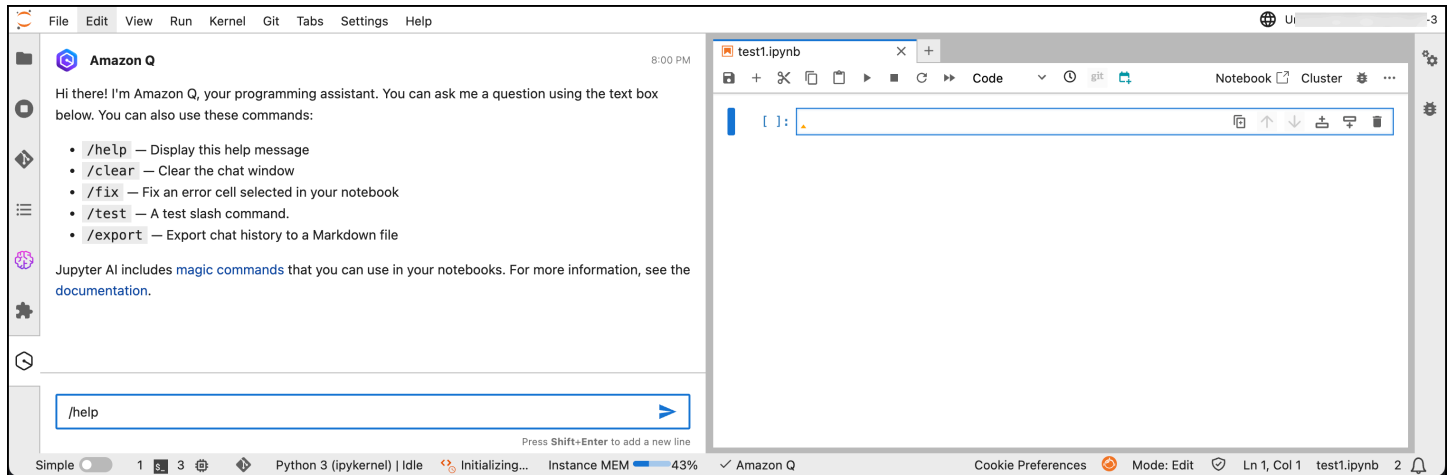 File Edit View Run Kernel Git Tabs Settings Help
-3
Amazon Q 8:00 PM
Hi there! I'm Amazon Q, your programming assistant. You can ask me a question using the text box
below. You can also use these commands:
• /help — Display this help message
• /clear — Clear the chat window
• /fix — Fix an error cell selected in your notebook
• /test — A test slash command.
• /export — Export chat history to a Markdown file
Jupyter AI includes magic commands that you can use in your notebooks. For more information, see the
documentation.
/help
Press Shift+Enter to add a new line
test1.ipynb
Code git Notebook Cluster
[ ]:
Simple 1 3 Python 3 (ipykernel) | Idle Initializing... Instance MEM 43% Amazon Q Cookie Preferences Mode: Edit Ln 1, Col 1 test1.ipynb 2